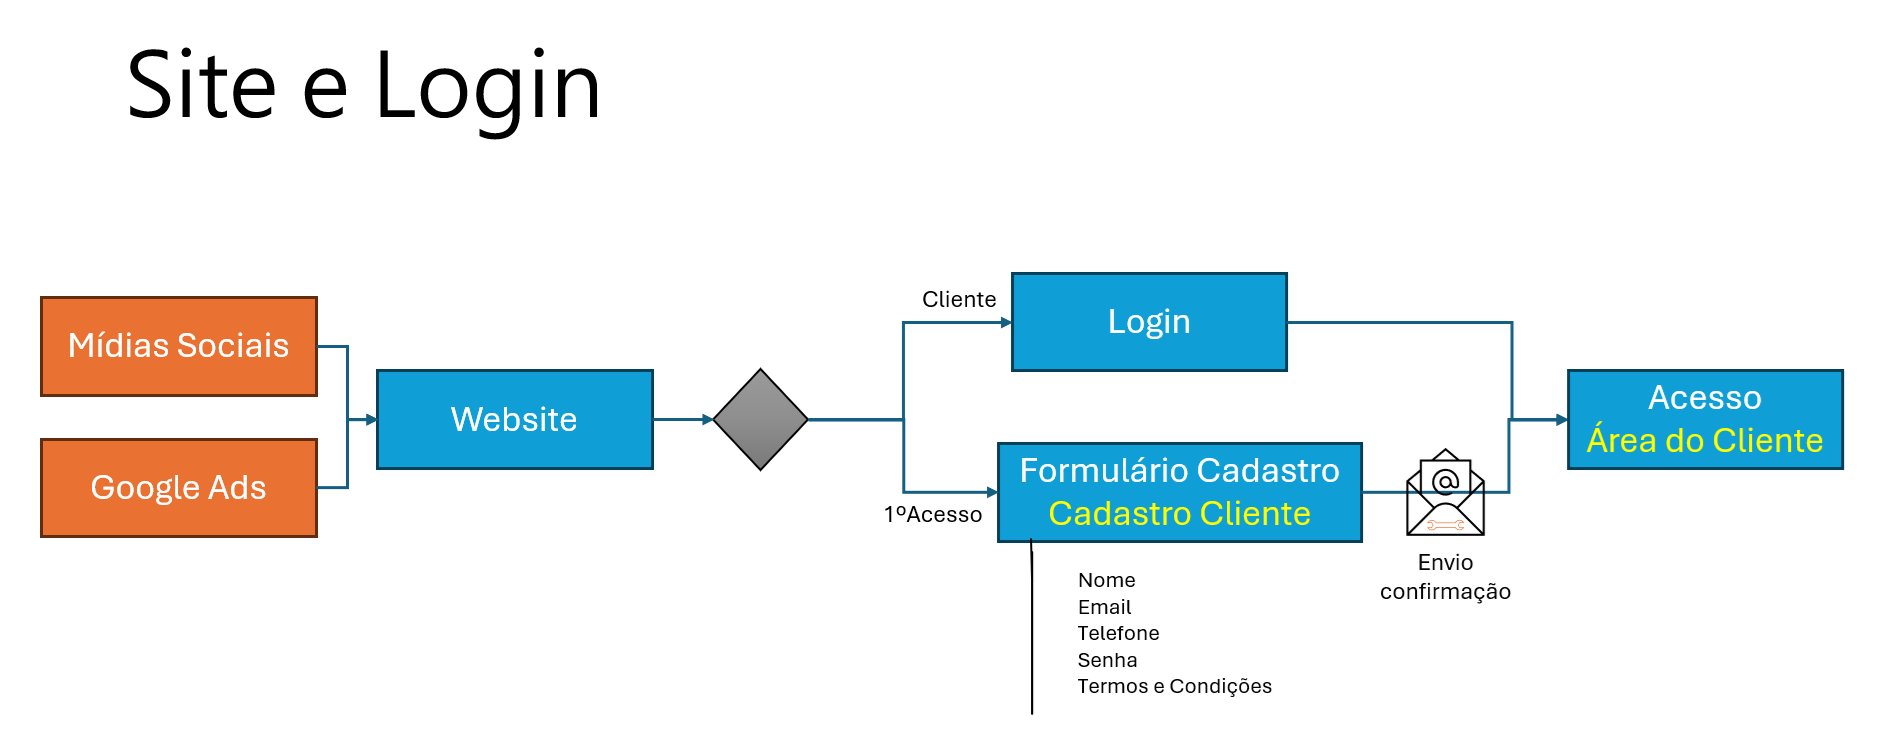 Site e Login
Mídias Sociais
Google Ads
Website
Cliente
Login
1ºAcesso
Formulário Cadastro
Cadastro Cliente
Nome
Email
Telefone
Senha
Termos e Condições
@
Envio
confirmação
Acesso
Área do Cliente